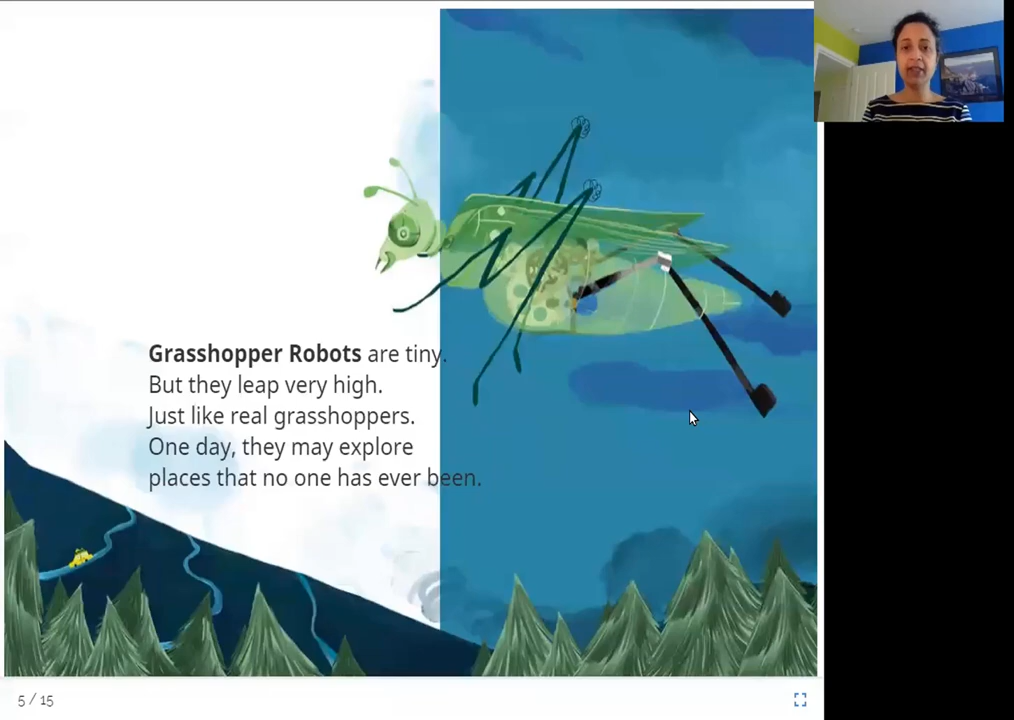 Grasshopper Robots are tiny.
But they leap very high.
Just like real grasshoppers.
One day, they may explore
places that no one has ever been.
5 / 15